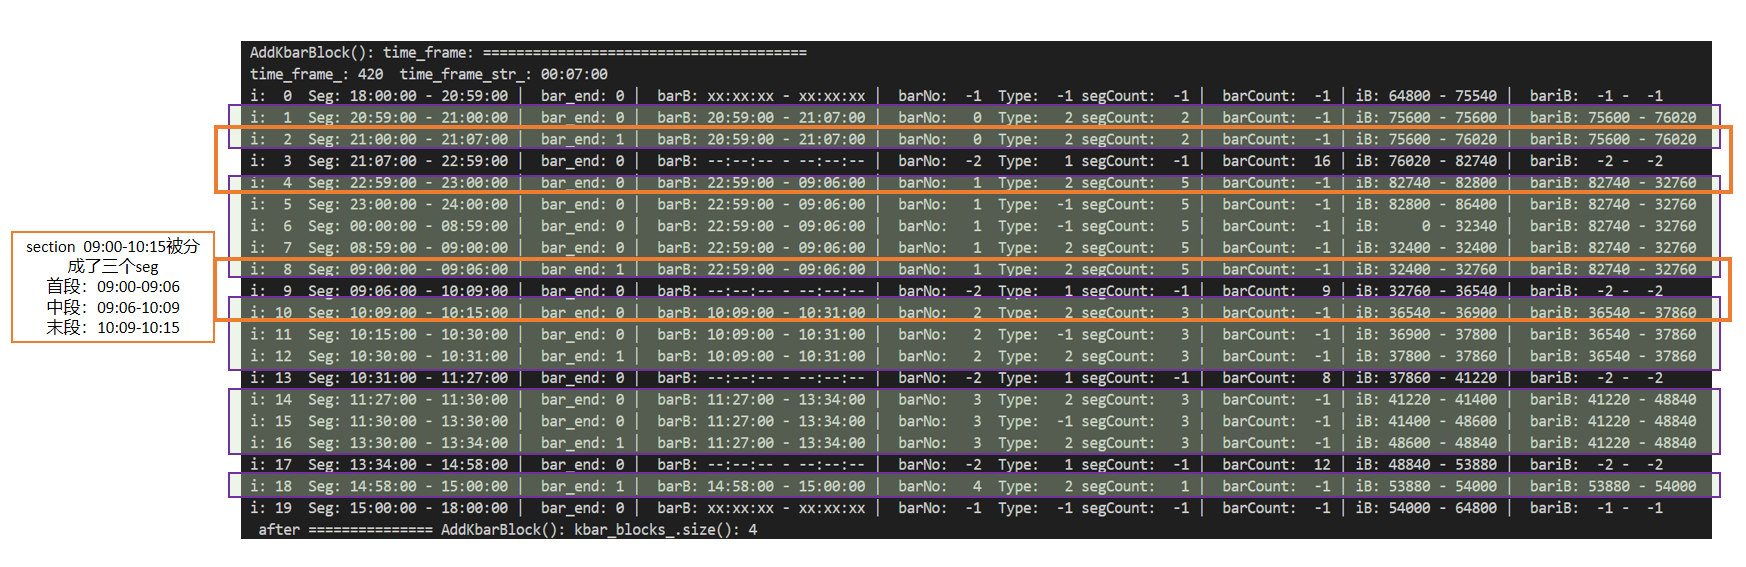 AddKbarBlock(): time_frame: =======================================
time_frame_: 420  time_frame_str_: 00:07:00
i:  0  Seg: 18:00:00 - 20:59:00 |  bar_end: 0 |  barB: xx:xx:xx - xx:xx:xx |  barNo:  -1  Type:  -1 segCount:  -1 |  barCount:  -1 | iB: 64800 - 75540 |  bariB:  -1 -  -1
i:  1  Seg: 20:59:00 - 21:00:00 |  bar_end: 0 |  barB: 20:59:00 - 21:07:00 |  barNo:   0  Type:   2 segCount:   2 |  barCount:  -1 | iB: 75600 - 75600 |  bariB: 75600 - 76020
i:  2  Seg: 21:00:00 - 21:07:00 |  bar_end: 1 |  barB: 20:59:00 - 21:07:00 |  barNo:   0  Type:   2 segCount:   2 |  barCount:  -1 | iB: 75600 - 76020 |  bariB: 75600 - 76020
i:  3  Seg: 21:07:00 - 22:59:00 |  bar_end: 0 |  barB: --:--:-- - --:--:-- |  barNo:  -2  Type:   1 segCount:  -1 |  barCount:  16 | iB: 76020 - 82740 |  bariB:  -2 -  -2
i:  4  Seg: 22:59:00 - 23:00:00 |  bar_end: 0 |  barB: 22:59:00 - 09:06:00 |  barNo:   1  Type:   2 segCount:   5 |  barCount:  -1 | iB: 82740 - 82800 |  bariB: 82740 - 32760
i:  5  Seg: 23:00:00 - 24:00:00 |  bar_end: 0 |  barB: 22:59:00 - 09:06:00 |  barNo:   1  Type:  -1 segCount:   5 |  barCount:  -1 | iB: 82800 - 86400 |  bariB: 82740 - 32760
i:  6  Seg: 00:00:00 - 08:59:00 |  bar_end: 0 |  barB: 22:59:00 - 09:06:00 |  barNo:   1  Type:  -1 segCount:   5 |  barCount:  -1 | iB:     0 - 32340 |  bariB: 82740 - 32760
i:  7  Seg: 08:59:00 - 09:00:00 |  bar_end: 0 |  barB: 22:59:00 - 09:06:00 |  barNo:   1  Type:   2 segCount:   5 |  barCount:  -1 | iB: 32400 - 32400 |  bariB: 82740 - 32760
i:  8  Seg: 09:00:00 - 09:06:00 |  bar_end: 1 |  barB: 22:59:00 - 09:06:00 |  barNo:   1  Type:   2 segCount:   5 |  barCount:  -1 | iB: 32400 - 32760 |  bariB: 82740 - 32760
i:  9  Seg: 09:06:00 - 10:09:00 |  bar_end: 0 |  barB: --:--:-- - --:--:-- |  barNo:  -2  Type:   1 segCount:  -1 |  barCount:   9 | iB: 32760 - 36540 |  bariB:  -2 -  -2
i: 10  Seg: 10:09:00 - 10:15:00 |  bar_end: 0 |  barB: 10:09:00 - 10:31:00 |  barNo:   2  Type:   2 segCount:   3 |  barCount:  -1 | iB: 36540 - 36900 |  bariB: 36540 - 37860
i: 11  Seg: 10:15:00 - 10:30:00 |  bar_end: 0 |  barB: 10:09:00 - 10:31:00 |  barNo:   2  Type:  -1 segCount:   3 |  barCount:  -1 | iB: 36900 - 37800 |  bariB: 36540 - 37860
i: 12  Seg: 10:30:00 - 10:31:00 |  bar_end: 1 |  barB: 10:09:00 - 10:31:00 |  barNo:   2  Type:   2 segCount:   3 |  barCount:  -1 | iB: 37800 - 37860 |  bariB: 36540 - 37860
i: 13  Seg: 10:31:00 - 11:27:00 |  bar_end: 0 |  barB: --:--:-- - --:--:-- |  barNo:  -2  Type:   1 segCount:  -1 |  barCount:   8 | iB: 37860 - 41220 |  bariB:  -2 -  -2
i: 14  Seg: 11:27:00 - 11:30:00 |  bar_end: 0 |  barB: 11:27:00 - 13:34:00 |  barNo:   3  Type:   2 segCount:   3 |  barCount:  -1 | iB: 41220 - 41400 |  bariB: 41220 - 48840
i: 15  Seg: 11:30:00 - 13:30:00 |  bar_end: 0 |  barB: 11:27:00 - 13:34:00 |  barNo:   3  Type:  -1 segCount:   3 |  barCount:  -1 | iB: 41400 - 48600 |  bariB: 41220 - 48840
i: 16  Seg: 13:30:00 - 13:34:00 |  bar_end: 1 |  barB: 11:27:00 - 13:34:00 |  barNo:   3  Type:   2 segCount:   3 |  barCount:  -1 | iB: 48600 - 48840 |  bariB: 41220 - 48840
i: 17  Seg: 13:34:00 - 14:58:00 |  bar_end: 0 |  barB: --:--:-- - --:--:-- |  barNo:  -2  Type:   1 segCount:  -1 |  barCount:  12 | iB: 48840 - 53880 |  bariB:  -2 -  -2
i: 18  Seg: 14:58:00 - 15:00:00 |  bar_end: 1 |  barB: 14:58:00 - 15:00:00 |  barNo:   4  Type:   2 segCount:   1 |  barCount:  -1 | iB: 53880 - 54000 |  bariB: 53880 - 54000
i: 19  Seg: 15:00:00 - 18:00:00 |  bar_end: 0 |  barB: xx:xx:xx - xx:xx:xx |  barNo:  -1  Type:  -1 segCount:  -1 |  barCount:  -1 | iB: 54000 - 64800 |  bariB:  -1 -  -1
after =============== AddKbarBlock(): kbar_blocks_.size(): 4
section 09:00-10:15被分
成了三个seg
首段：09:00-09:06
中段：09:06-10:09
末段：10:09-10:15